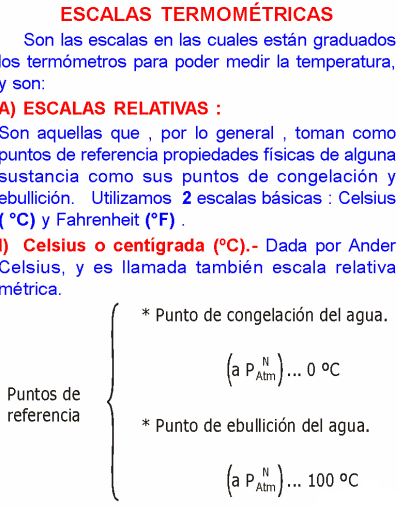 ESCALAS TERMOMÉTRICAS
Son las escalas en las cuales están graduados
los termómetros para poder medir la temperatura,
y son:
A) ESCALAS RELATIVAS :
Son aquellas que , por lo general , toman como
puntos de referencia propiedades físicas de alguna
sustancia como sus puntos de congelación y
ebullición. Utilizamos 2 escalas básicas : Celsius
( °C) y Fahrenheit (°F) .
I) Celsius o centígrada (ºC).- Dada por Ander
Celsius, y es llamada también escala relativa
métrica.
* Punto de congelación del agua.
(a P N Atm) ... 0 ºC
Puntos de
referencia
* Punto de ebullición del agua.
(a P N Atm) ... 100 ºC